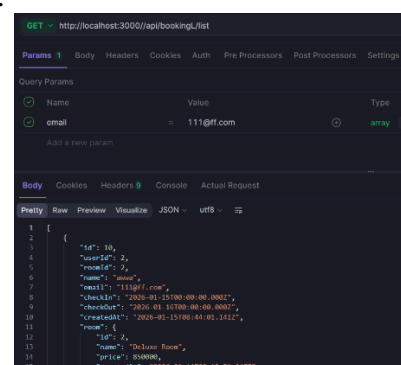 GET http://localhost:3000//api/bookingL/list
Params 1 Body Headers Cookies Auth Pre Processors Post Processors Settings
Query Params
Name Value Type
email = 111@ff.com array
Add a new param
Body Cookies Headers 9 Console Actual Request
Pretty Raw Preview Visualize JSON utf8
1 [
2 {
3 "id": 10,
4 "userId": 2,
5 "roomId": 2,
6 "name": "awwa",
7 "email": "111@ff.com",
8 "checkIn": "2026-01-15T00:00:00.000Z",
9 "checkOut": "2026-01-16T00:00:00.000Z",
10 "createdAt": "2026-01-15T08:44:01.141Z",
11 "room": {
12 "id": 2,
13 "name": "Deluxe Room",
14 "price": 850000,